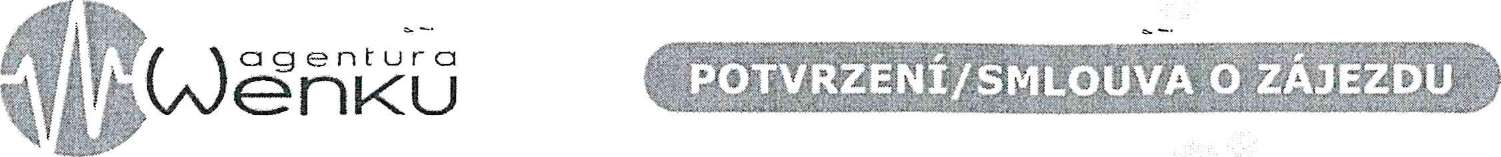 agentura
Wenku
POTVRZENÍ/SMLOUVA O ZÁJEZDU